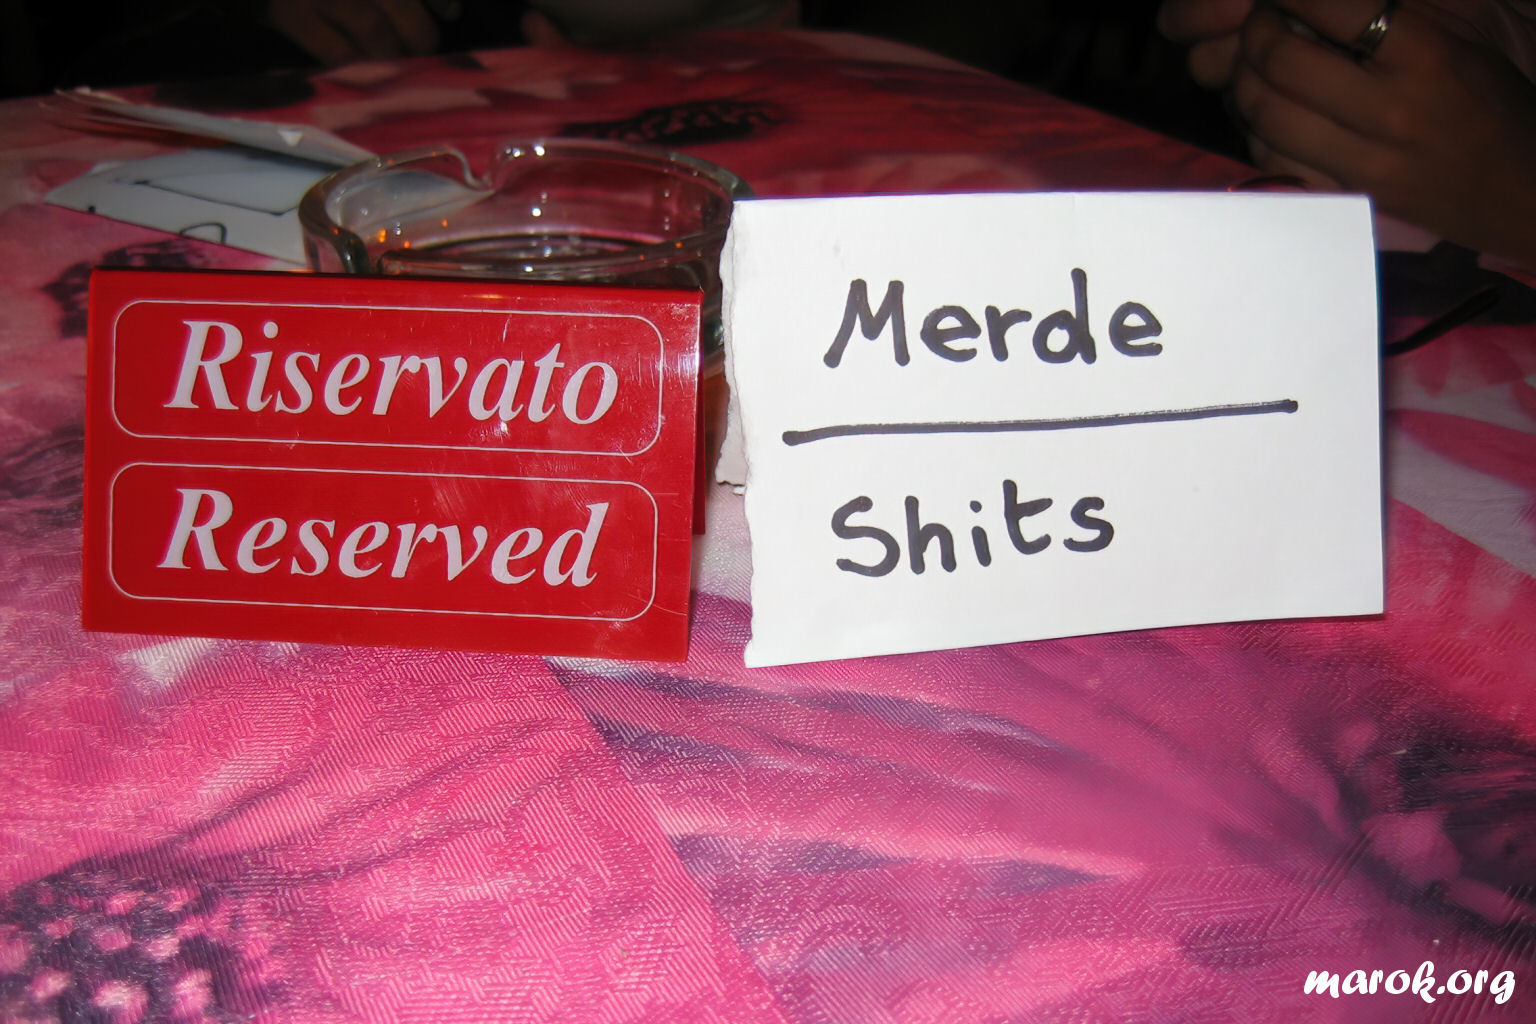 Riservato
Reserved
Merde
Shits
marok.org